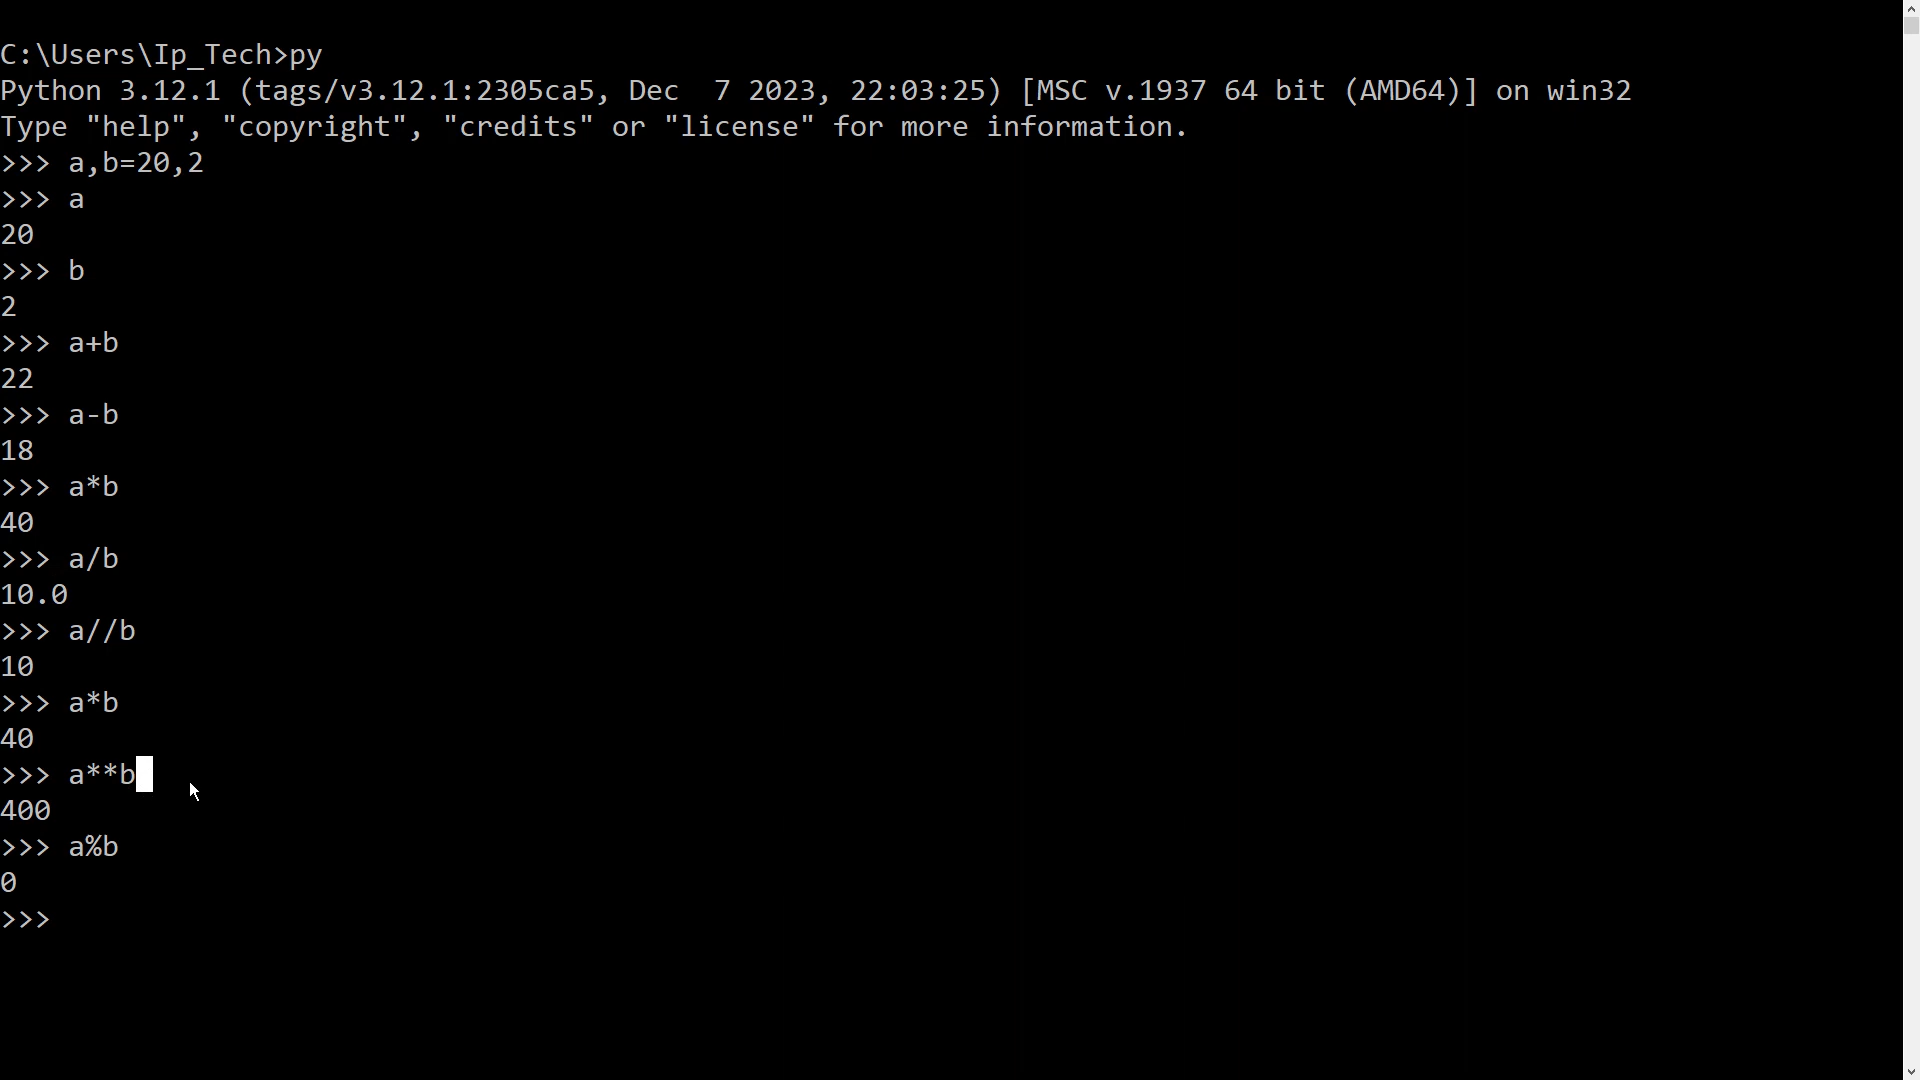 C:\Users\Ip_Tech>py
Python 3.12.1 (tags/v3.12.1:2305ca5, Dec  7 2023, 22:03:25) [MSC v.1937 64 bit (AMD64)] on win32
Type "help", "copyright", "credits" or "license" for more information.
>>> a,b=20,2
>>> a
20
>>> b
2
>>> a+b
22
>>> a-b
18
>>> a*b
40
>>> a/b
10.0
>>> a//b
10
>>> a*b
40
>>> a**b
400
>>> a%b
0
>>>